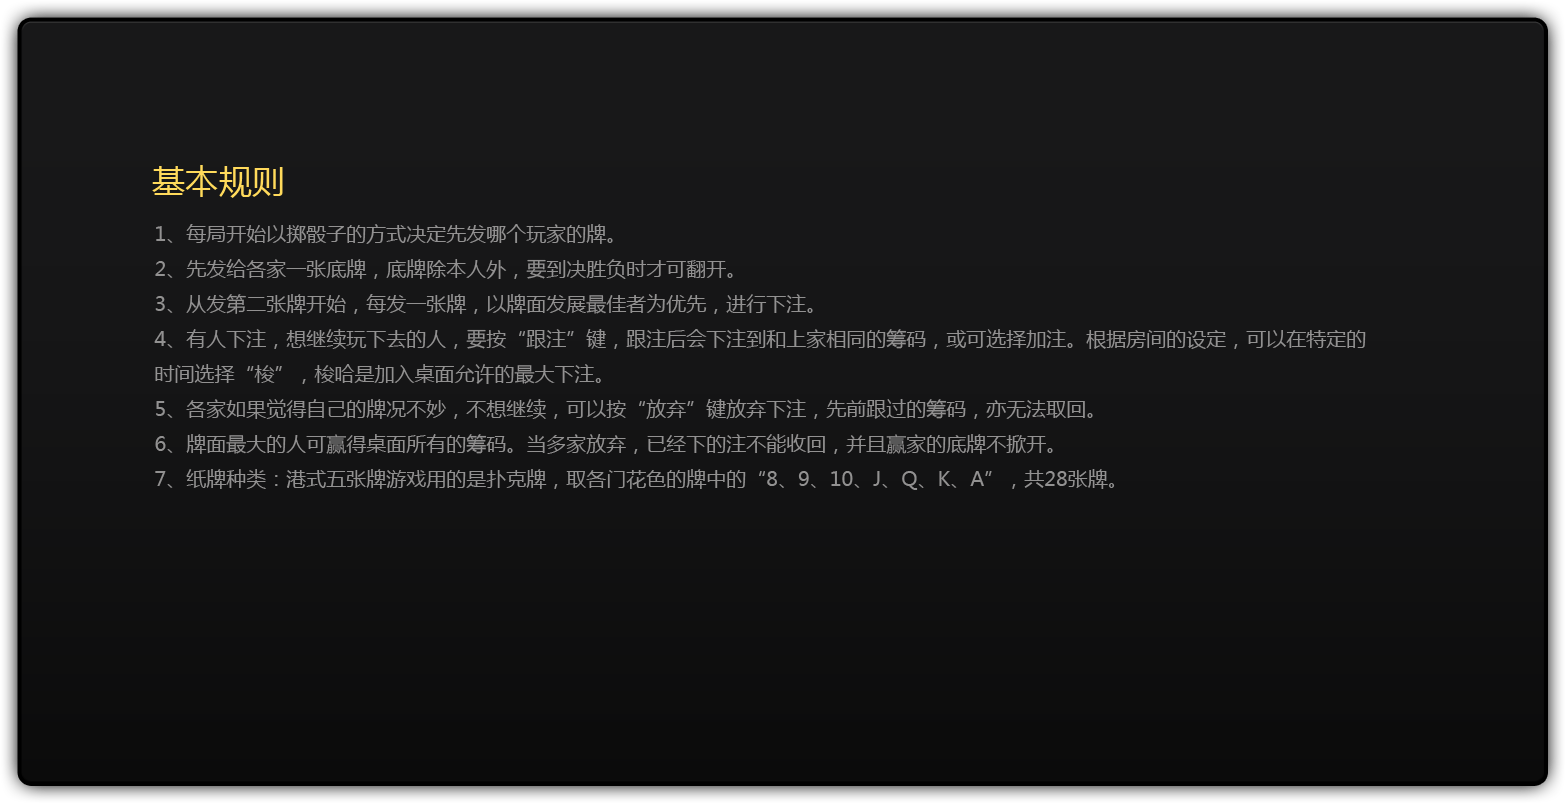 基本规则
1、每局开始以掷骰子的方式决定先发哪个玩家的牌。
2、先发给各家一张底牌，底牌除本人外，要到决胜负时才可翻开。
3、从发第二张牌开始，每发一张牌，以牌面发展最佳者为优先，进行下注。
4、有人下注，想继续玩下去的人，要按“跟注”键，跟注后会下注到和上家相同的筹码，或可选择加注。根据房间的设定，可以在特定的
时间选择“梭”，梭哈是加入桌面允许的最大下注。
5、各家如果觉得自己的牌况不妙，不想继续，可以按“放弃”键放弃下注，先前跟过的筹码，亦无法取回。
6、牌面最大的人可赢得桌面所有的筹码。当多家放弃，已经下的注不能收回，并且赢家的底牌不掀开。
7、纸牌种类：港式五张牌游戏用的是扑克牌，取各门花色的牌中的“8、9、10、J、Q、K、A”，共28张牌。